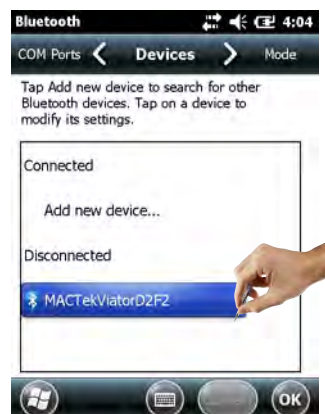 Bluetooth 4:04
COM Ports Devices Mode
Tap Add new device to search for other
Bluetooth devices. Tap on a device to
modify its settings.
Connected
Add new device...
Disconnected
MACTekViatorD2F2
OK